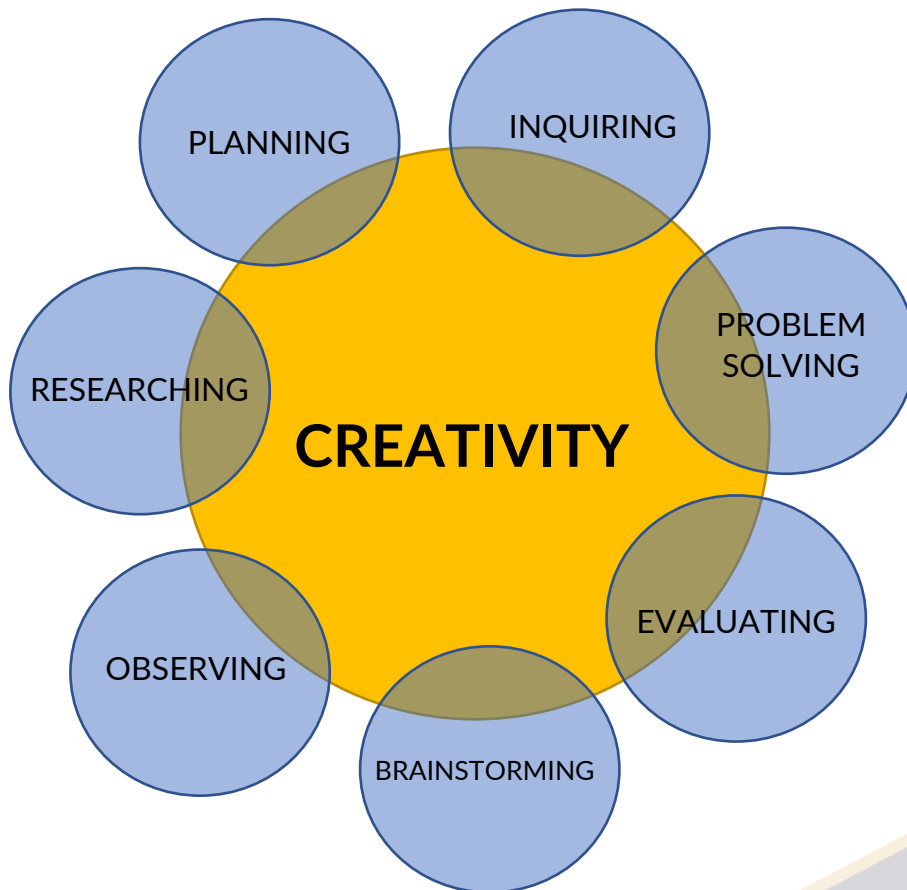 PLANNING
INQUIRING
PROBLEM
SOLVING
RESEARCHING
CREATIVITY
EVALUATING
OBSERVING
BRAINSTORMING